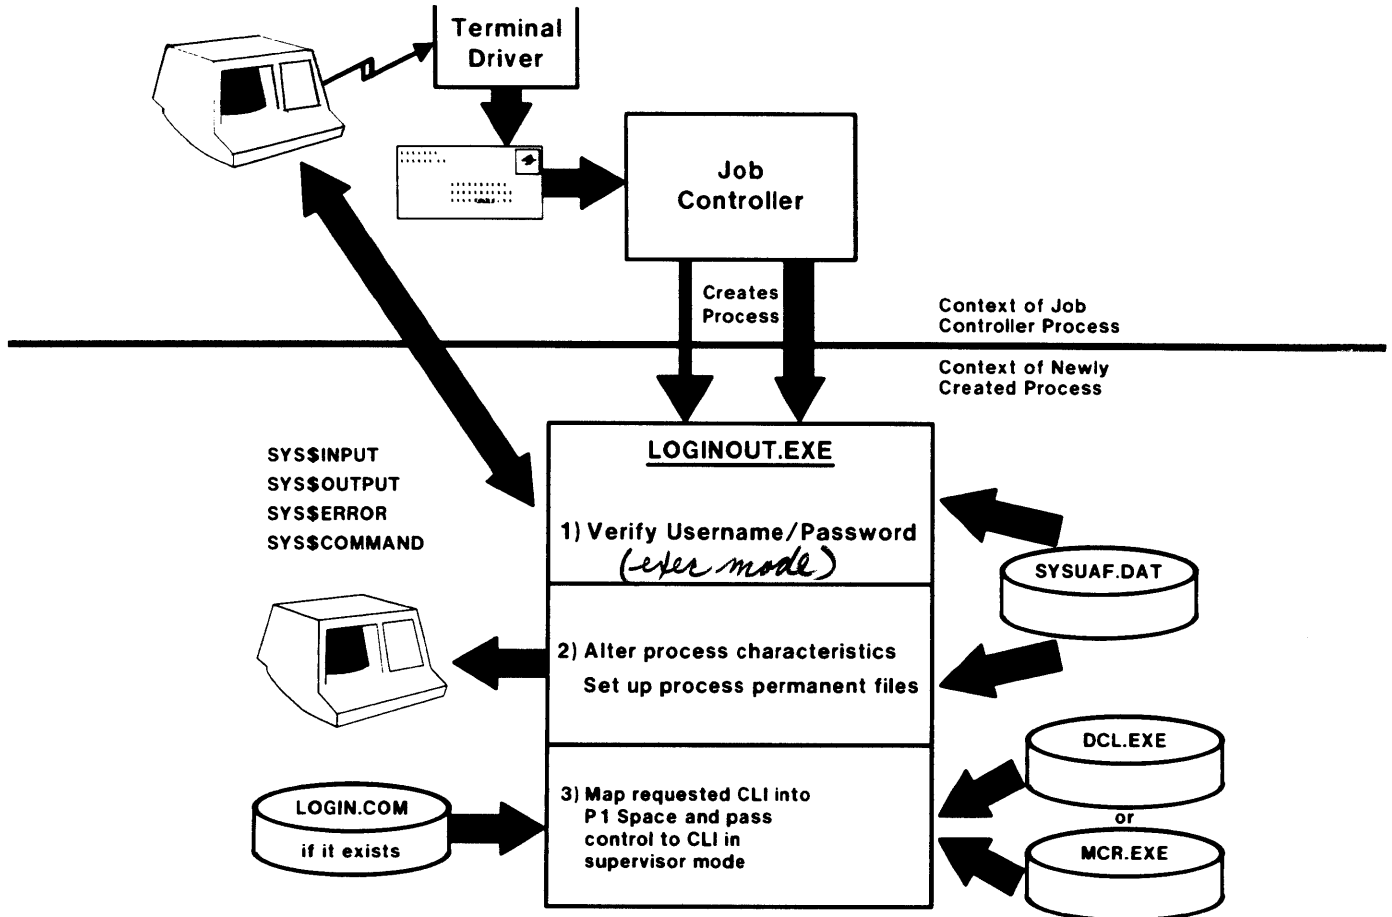 Terminal
Driver
Job
Controller
Creates
Process
Context of Job
Controller Process
Context of Newly
Created Process
LOGINOUT.EXE
SYS$INPUT
SYS$OUTPUT
SYS$ERROR
SYS$COMMAND
1) Verify Username/Password
(exec mode)
SYSUAF.DAT
2) Alter process characteristics
Set up process permanent files
DCL.EXE
or
MCR.EXE
3) Map requested CLI into
P1 Space and pass
control to CLI in
supervisor mode
LOGIN.COM
if it exists